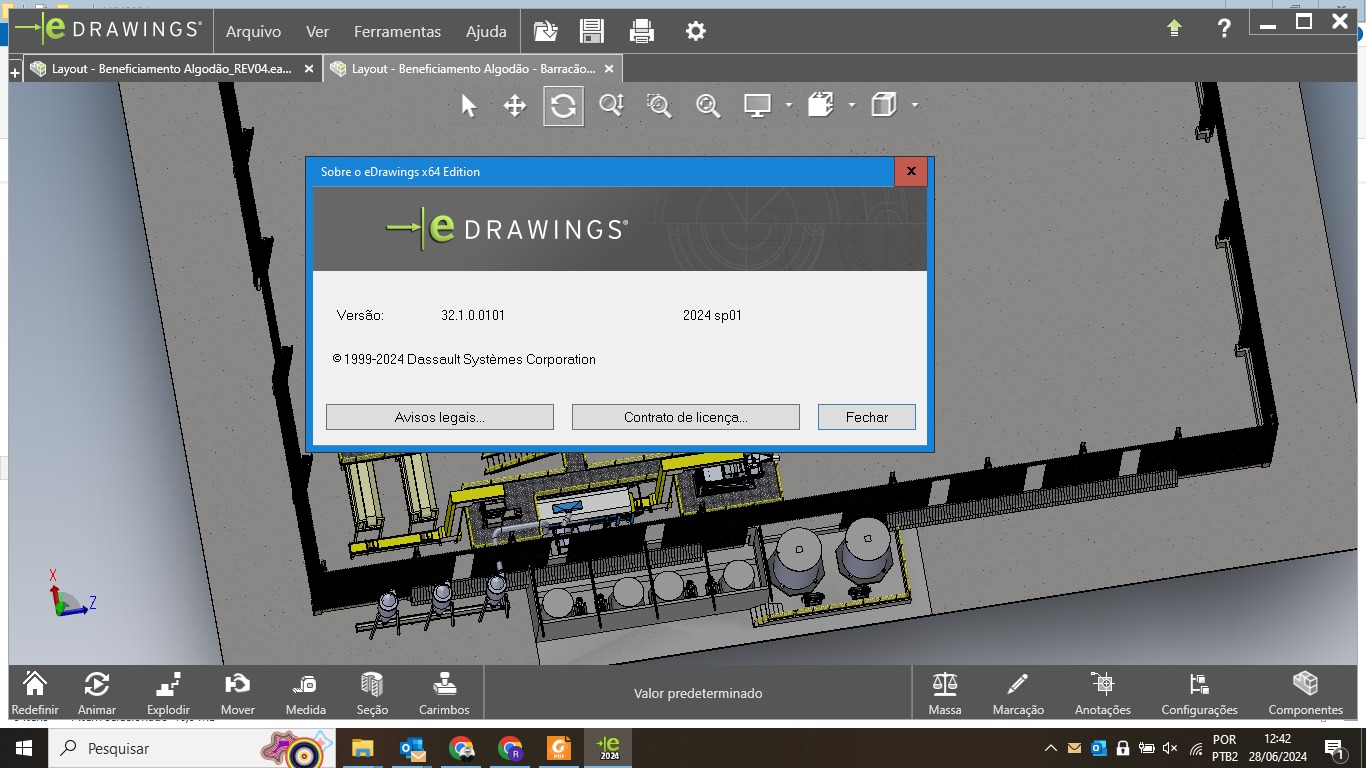 e DRAWINGS®
Arquivo Ver Ferramentas Ajuda
?
+ Layout - Beneficiamento Algodão_REV04.ea... × Layout - Beneficiamento Algodão - Barracão... ×
Sobre o eDrawings x64 Edition x
e DRAWINGS®
Versão: 32.1.0.0101 2024 sp01
© 1999-2024 Dassault Systèmes Corporation
Avisos legais... Contrato de licença... Fechar
X
Z
Redefinir Animar Explodir Mover Medida Seção Carimbos Valor predeterminado Massa Marcação Anotações Configurações Componentes
Pesquisar
R
PDF
e
2024
POR
PTB2
12:42
28/06/2024
1